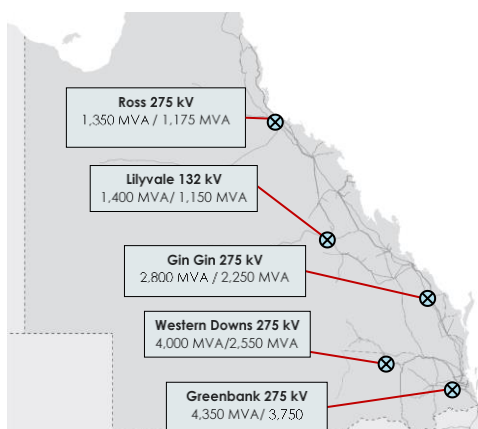 Ross 275 kV
1,350 MVA / 1,175 MVA
Lilyvale 132 kV
1,400 MVA/ 1,150 MVA
Gin Gin 275 kV
2,800 MVA / 2,250 MVA
Western Downs 275 kV
4,000 MVA/2,550 MVA
Greenbank 275 kV
4,350 MVA/ 3,750